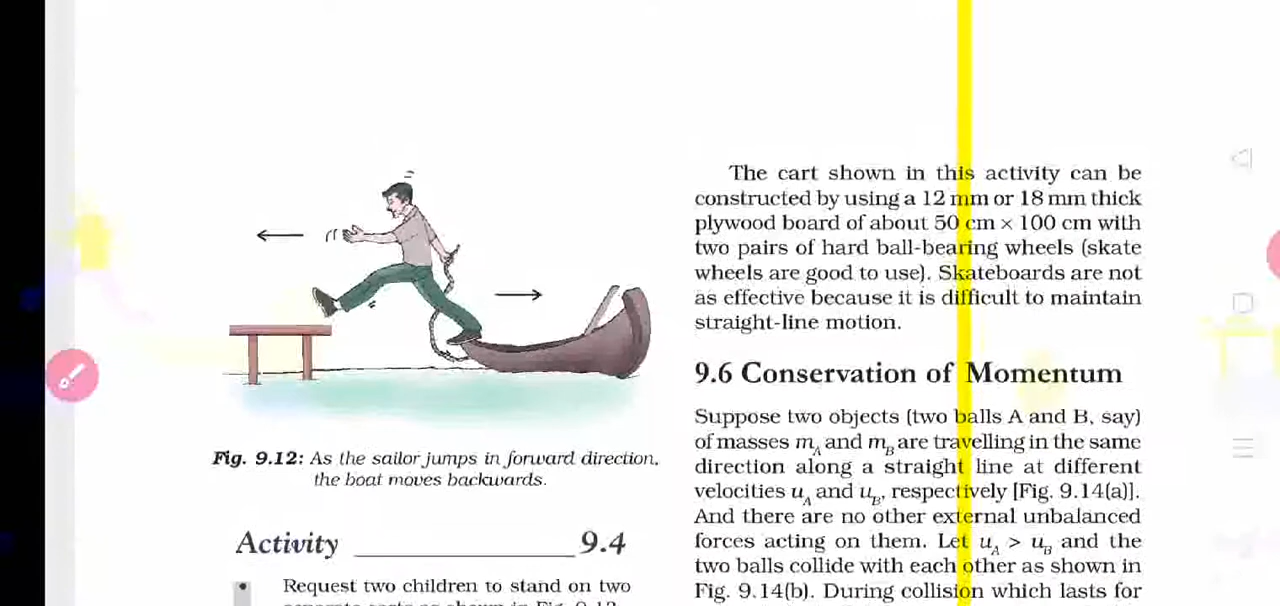 Fig. 9.12: As the sailor jumps in forward direction,
the boat moves backwards.
Activity 9.4
Request two children to stand on two
The cart shown in this activity can be
constructed by using a 12 mm or 18 mm thick
plywood board of about 50 cm × 100 cm with
two pairs of hard ball-bearing wheels (skate
wheels are good to use). Skateboards are not
as effective because it is difficult to maintain
straight-line motion.
9.6 Conservation of Momentum
Suppose two objects (two balls A and B, say)
of masses m_A and m_B are travelling in the same
direction along a straight line at different
velocities u_A and u_B, respectively [Fig. 9.14(a)].
And there are no other external unbalanced
forces acting on them. Let u_A > u_B and the
two balls collide with each other as shown in
Fig. 9.14(b). During collision which lasts for